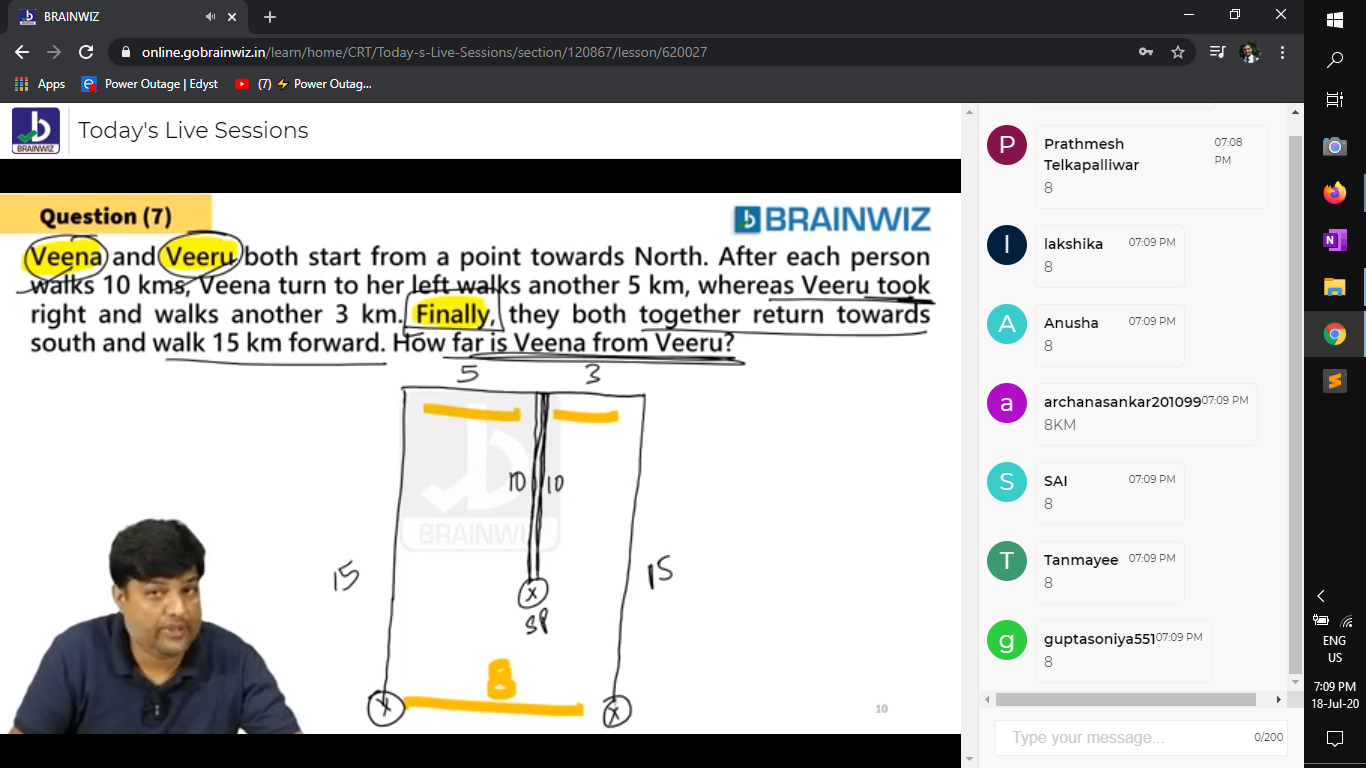 BRAINWIZ
online.gobrainwiz.in/learn/home/CRT/Today-s-Live-Sessions/section/120867/lesson/620027
Apps
Power Outage | Edyst
(7) ⚡ Power Outag...
BRAINWIZ
Today's Live Sessions
Question (7)
BRAINWIZ
Veena and Veeru both start from a point towards North. After each person
walks 10 kms, Veena turn to her left walks another 5 km, whereas Veeru took
right and walks another 3 km. Finally, they both together return towards
south and walk 15 km forward. How far is Veena from Veeru?
5 3
10 10
BRAINWIZ
15 15
x
SP
8
x x
10
P
Prathmesh 07:08
Telkapalliwar PM
8
l
lakshika 07:09 PM
8
A
Anusha 07:09 PM
8
a
archanasankar201099 07:09 PM
8KM
S
SAI 07:09 PM
8
T
Tanmayee 07:09 PM
8
g
guptasoniya551 07:09 PM
8
Type your message... 0/200
ENG
US
7:09 PM
18-Jul-20